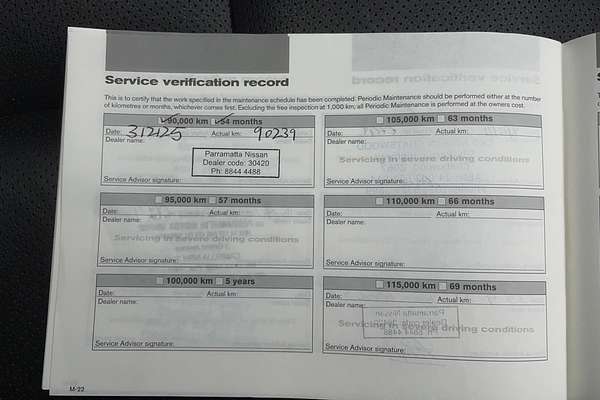 Service verification record
This is to certify that the work specified in the maintenance schedule has been completed. Periodic Maintenance should be performed either at the number
of kilometres or months, whichever comes first. Excluding the free inspection at 1,000 km, all Periodic Maintenance is performed at the owners cost.
90,000 km 54 months
Date: 312125 Actual km: 90239
Dealer name:
Parramatta Nissan
Dealer code: 30420
Ph: 8844 4488
Service Advisor signature:
95,000 km 57 months
Date: Actual km:
Dealer name:
Servicing in severe driving conditions
Service Advisor signature:
100,000 km 5 years
Date: Actual km:
Dealer name:
Service Advisor signature:
105,000 km 63 months
Date: Actual km:
Dealer name:
Servicing in severe driving conditions
Service Advisor signature:
110,000 km 66 months
Date: Actual km:
Dealer name:
Service Advisor signature:
115,000 km 69 months
Date: Actual km:
Dealer name:
Servicing in severe driving conditions
Service Advisor signature:
M-22